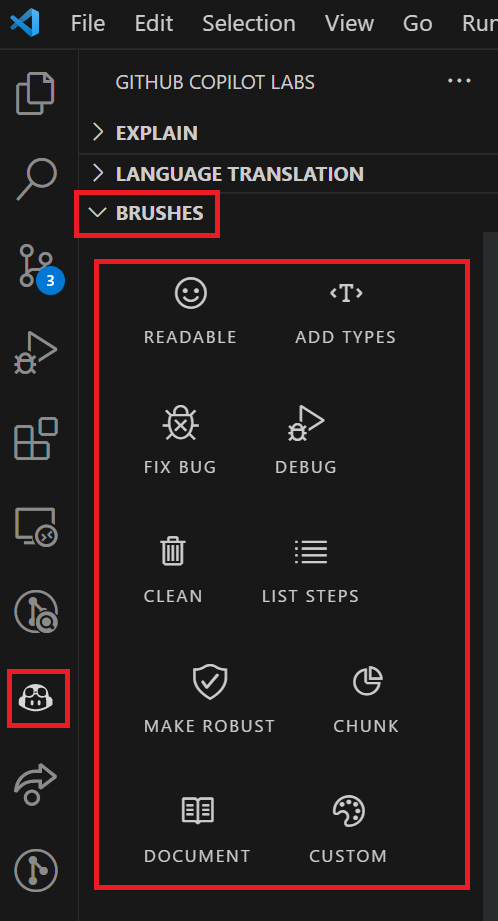 File Edit Selection View Go Run
GITHUB COPILOT LABS ...
EXPLAIN
LANGUAGE TRANSLATION
BRUSHES
3
READABLE ADD TYPES
FIX BUG DEBUG
CLEAN LIST STEPS
MAKE ROBUST CHUNK
DOCUMENT CUSTOM